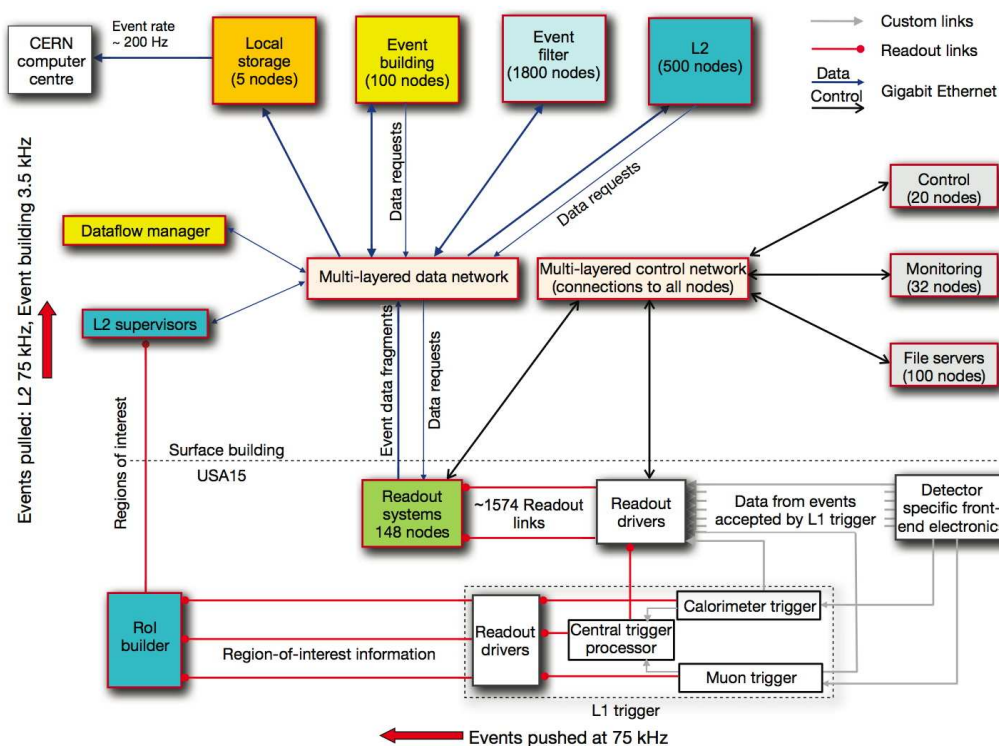 Event rate
~ 200 Hz
CERN
computer
centre
Local
storage
(5 nodes)
Event
building
(100 nodes)
Event
filter
(1800 nodes)
L2
(500 nodes)
Custom links
Readout links
Data
Control
Gigabit Ethernet
Data requests
Data requests
Control
(20 nodes)
Dataflow manager
Multi-layered data network
Multi-layered control network
(connections to all nodes)
Monitoring
(32 nodes)
L2 supervisors
File servers
(100 nodes)
Events pulled: L2 75 kHz, Event building 3.5 kHz
Regions of interest
Event data fragments
Data requests
Surface building
USA15
Readout
systems
148 nodes
~1574 Readout
links
Readout
drivers
Data from events
accepted by L1 trigger
Detector
specific front-
end electronics
RoI
builder
Region-of-interest information
Readout
drivers
Calorimeter trigger
Central trigger
processor
Muon trigger
L1 trigger
Events pushed at 75 kHz